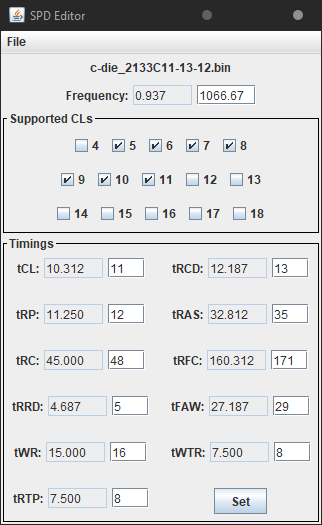 SPD Editor
File
c-die_2133C11-13-12.bin
Frequency: 0.937 1066.67
Supported CLs
4 5 6 7 8
9 10 11 12 13
14 15 16 17 18
Timings
tCL: 10.312 11 tRCD: 12.187 13
tRP: 11.250 12 tRAS: 32.812 35
tRC: 45.000 48 tRFC: 160.312 171
tRRD: 4.687 5 tFAW: 27.187 29
tWR: 15.000 16 tWTR: 7.500 8
tRTP: 7.500 8 Set